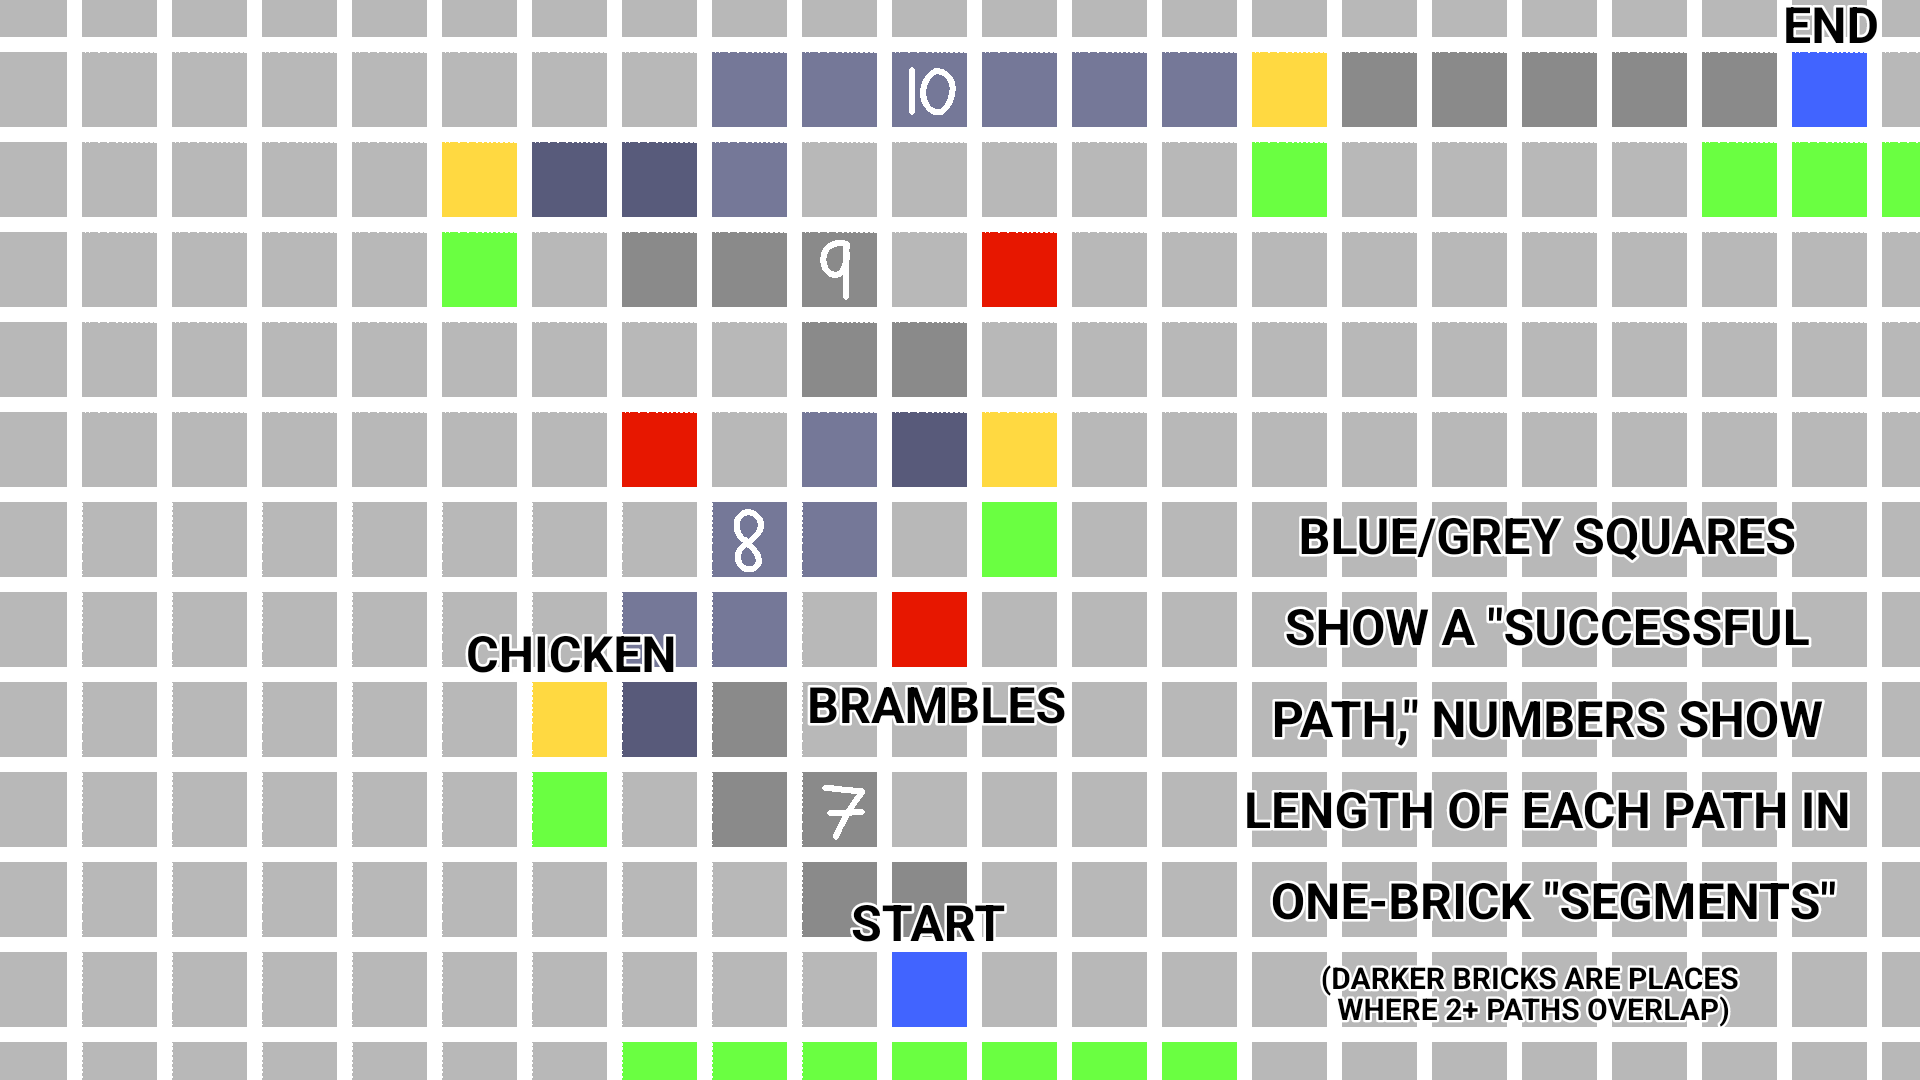 END
10
9
8
BLUE/GREY SQUARES
SHOW A "SUCCESSFUL
CHICKEN
BRAMBLES
PATH," NUMBERS SHOW
7
LENGTH OF EACH PATH IN
START
ONE-BRICK "SEGMENTS"
(DARKER BRICKS ARE PLACES
WHERE 2+ PATHS OVERLAP)